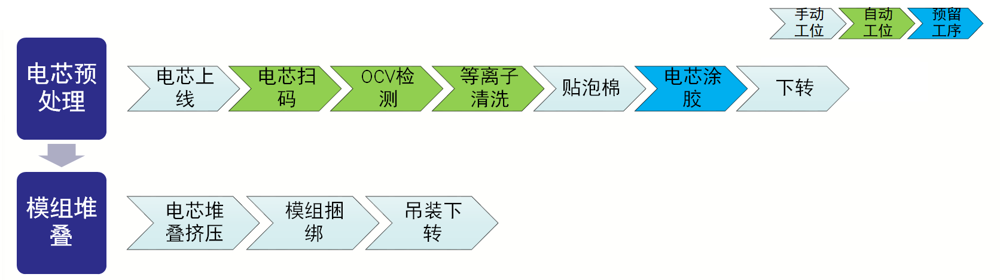 手动
工位
自动
工位
预留
工序
电芯预
处理
电芯上
线
电芯扫
码
OCV检
测
等离子
清洗
贴泡棉
电芯涂
胶
下转
模组堆
叠
电芯堆
叠挤压
模组捆
绑
吊装下
转